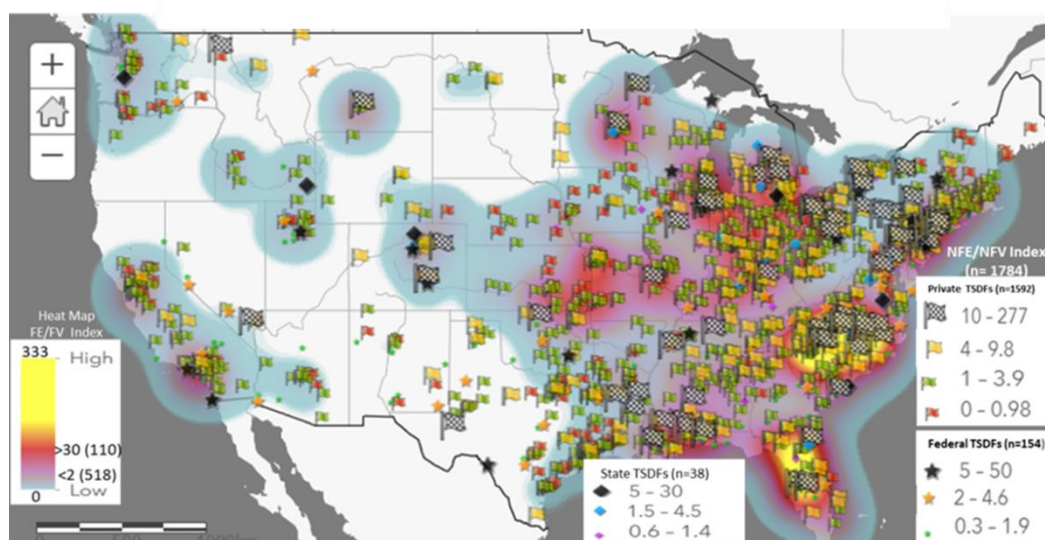 +
−
Heat Map
FE/FV Index
333
High
>30 (110)
<2 (518)
0
Low
NFE/NFV Index
(n= 1784)
Private TSDFs (n=1592)
10 - 277
4 - 9.8
1 - 3.9
0 - 0.98
Federal TSDFs (n=154)
5 - 50
2 - 4.6
0.3 - 1.9
State TSDFs (n=38)
5 - 30
1.5 - 4.5
0.6 - 1.4